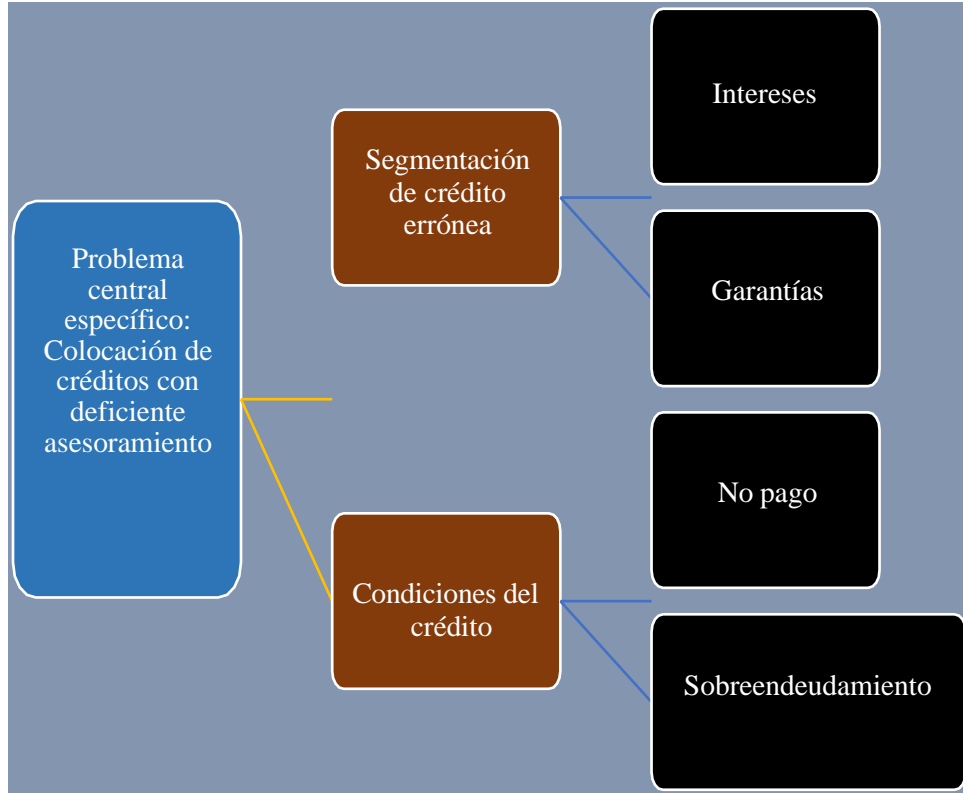 Problema
central
específico:
Colocación de
créditos con
deficiente
asesoramiento
Segmentación
de crédito
errónea
Intereses
Garantías
Condiciones del
crédito
No pago
Sobreendeudamiento